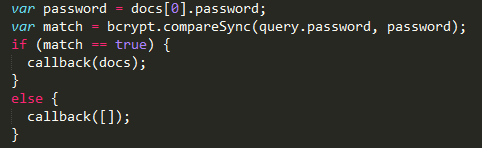 var password = docs[0].password;
var match = bcrypt.compareSync(query.password, password);
if (match == true) {
  callback(docs);
}
else {
  callback([]);
}